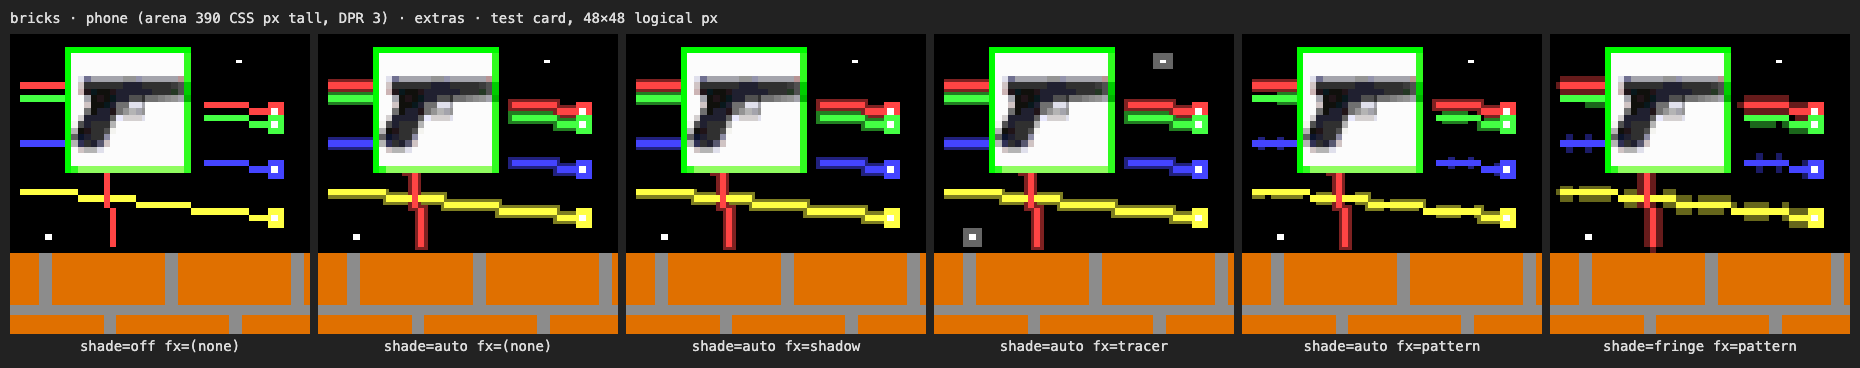 bricks · phone (arena 390 CSS px tall, DPR 3) · extras · test card, 48×48 logical px
shade=off fx=(none)
shade=auto fx=(none)
shade=auto fx=shadow
shade=auto fx=tracer
shade=auto fx=pattern
shade=fringe fx=pattern